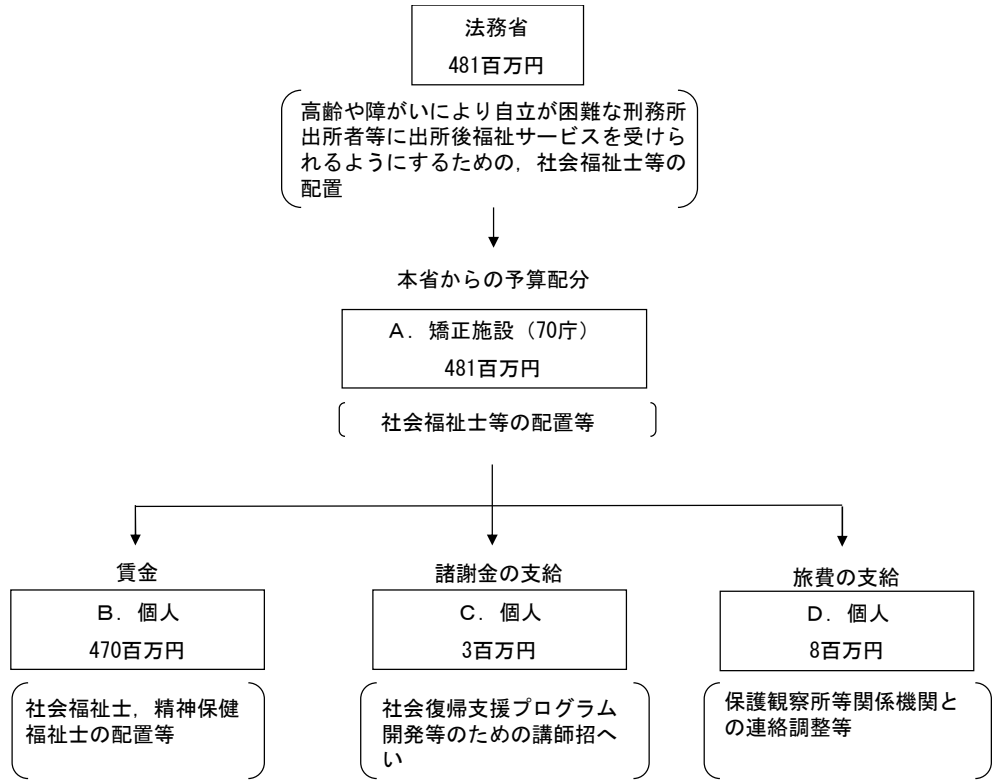 法務省
481百万円
高齢や障がいにより自立が困難な刑務所
出所者等に出所後福祉サービスを受けら
れるようにするための，社会福祉士等の
配置
本省からの予算配分
Ａ．矯正施設（70庁）
481百万円
社会福祉士等の配置等
賃金
Ｂ．個人
470百万円
社会福祉士，精神保健
福祉士の配置等
諸謝金の支給
Ｃ．個人
3百万円
社会復帰支援プログラム
開発等のための講師招へ
い
旅費の支給
Ｄ．個人
8百万円
保護観察所等関係機関と
の連絡調整等